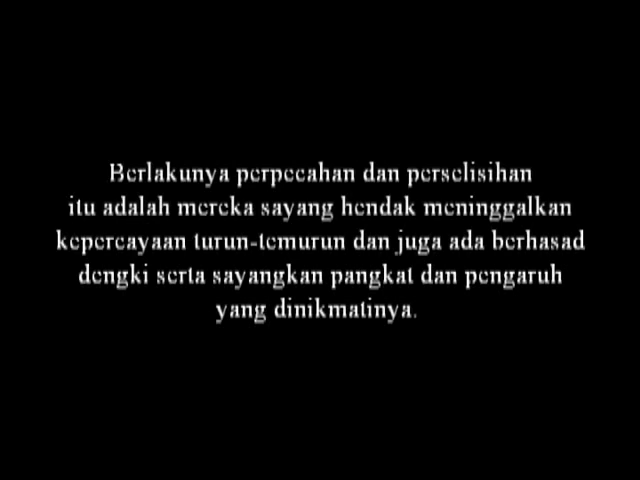 Berlakunya perpecahan dan perselisihan
itu adalah mereka sayang hendak meninggalkan
kepercayaan turun-temurun dan juga ada berhasad
dengki serta sayangkan pangkat dan pengaruh
yang dinikmatinya.